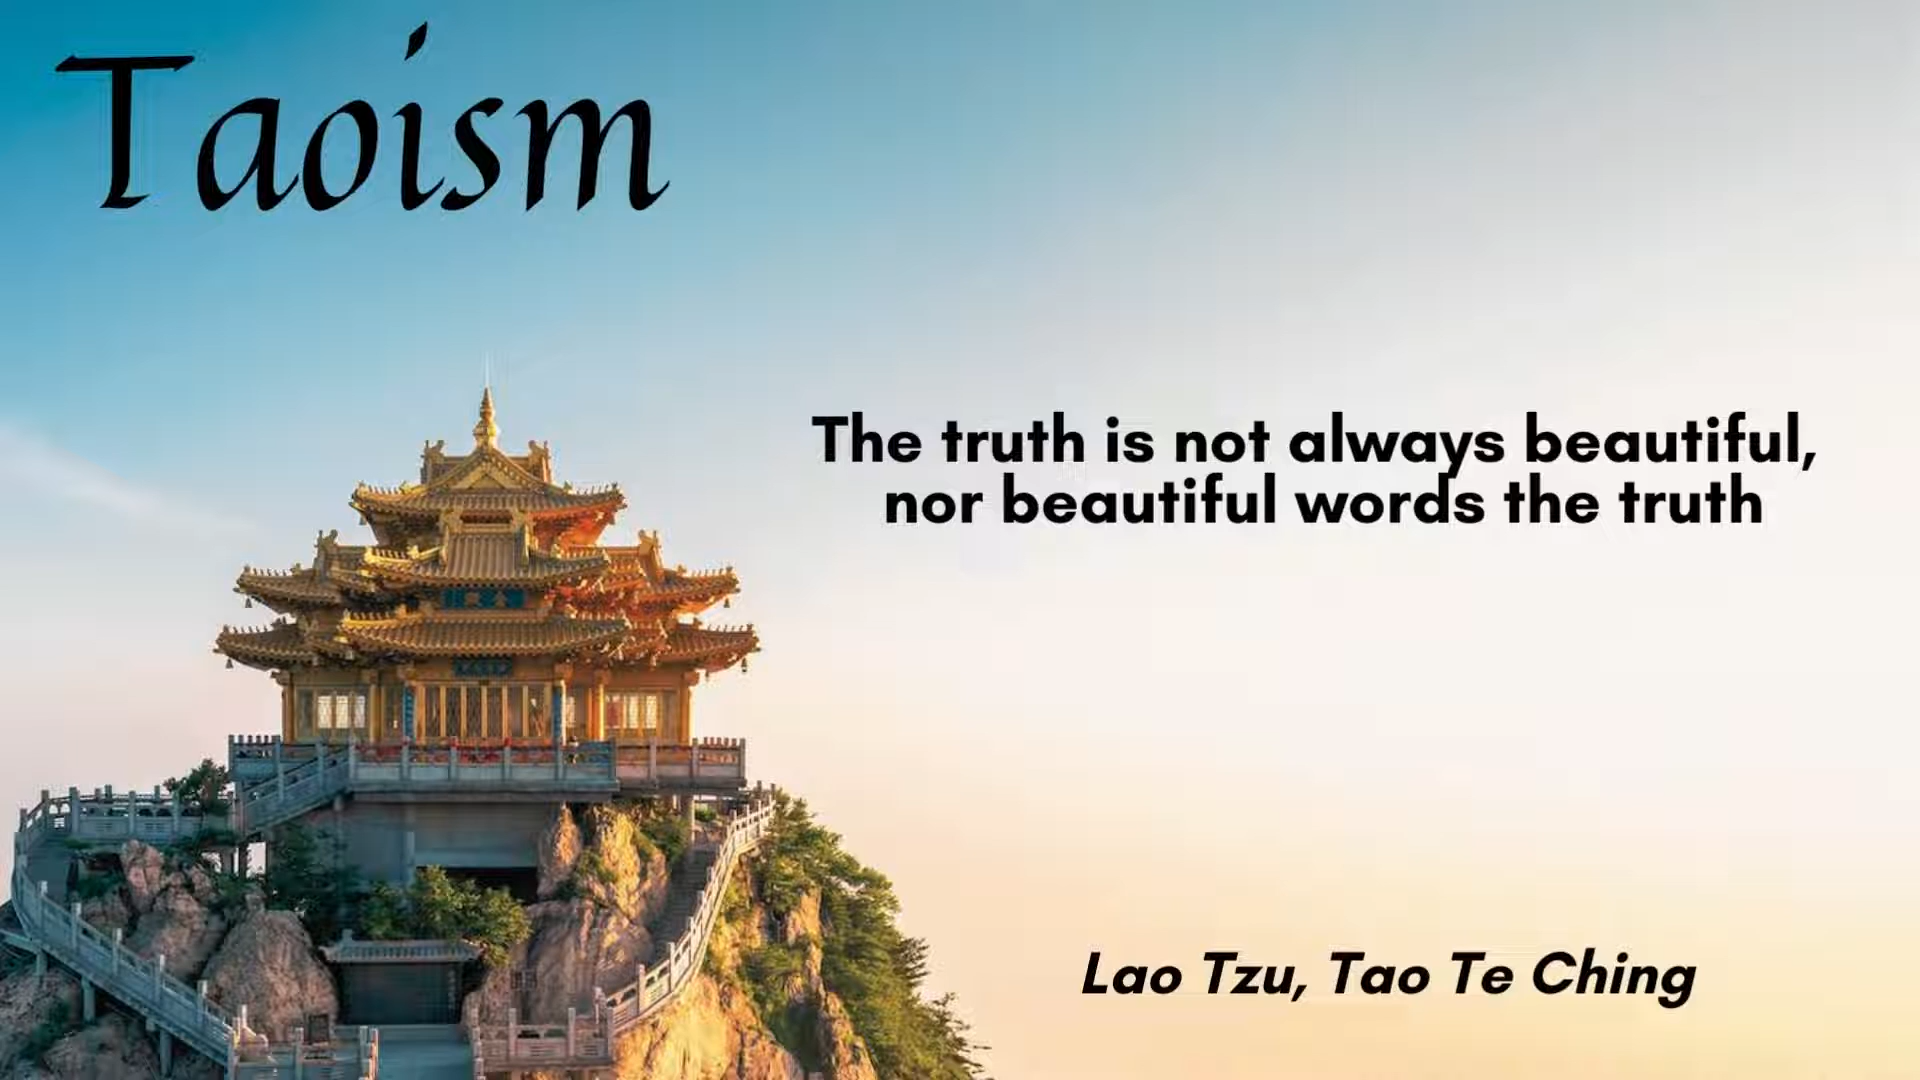 Taoism
The truth is not always beautiful,
nor beautiful words the truth
Lao Tzu, Tao Te Ching